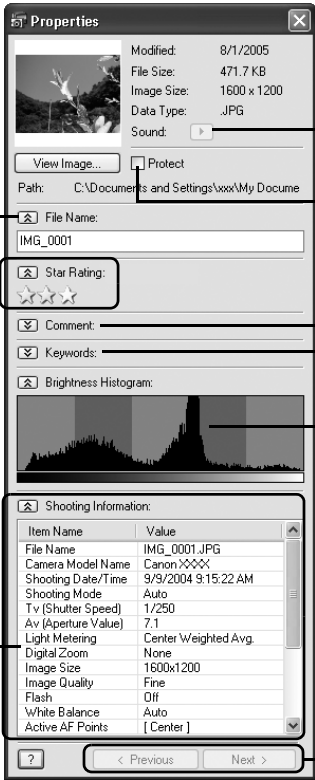 Properties
Modified: 8/1/2005
File Size: 471.7 KB
Image Size: 1600 x 1200
Data Type: .JPG
Sound:
View Image...
Protect
Path: C:\Documents and Settings\xxx\My Docume
File Name:
IMG_0001
Star Rating:
Comment:
Keywords:
Brightness Histogram:
Shooting Information:
Item Name Value
File Name IMG_0001.JPG
Camera Model Name Canon XXXX
Shooting Date/Time 9/9/2004 9:15:22 AM
Shooting Mode Auto
Tv (Shutter Speed) 1/250
Av (Aperture Value) 7.1
Light Metering Center Weighted Avg.
Digital Zoom None
Image Size 1600x1200
Image Quality Fine
Flash Off
White Balance Auto
Active AF Points [ Center ]
? < Previous Next >